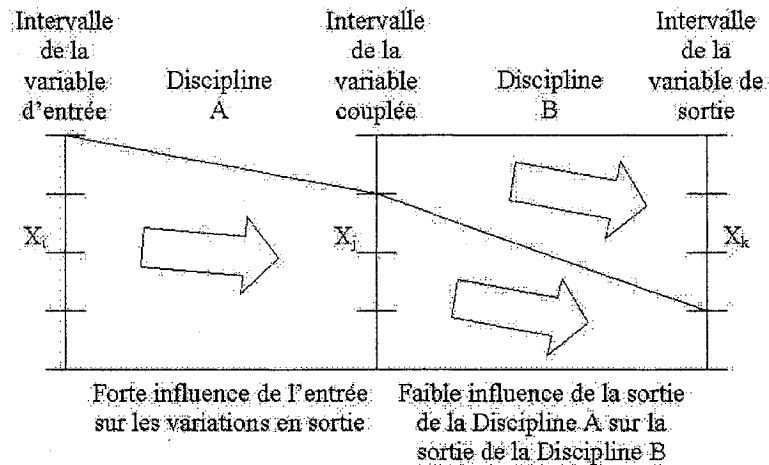 Intervalle
de la
variable
d'entrée
Discipline
A
Intervalle
de la
variable
couplée
Discipline
B
Intervalle
de la
variable de
sortie
Xi
Xj
Xk
Forte influence de l'entrée
sur les variations en sortie
Faible influence de la sortie
de la Discipline A sur la
sortie de la Discipline B